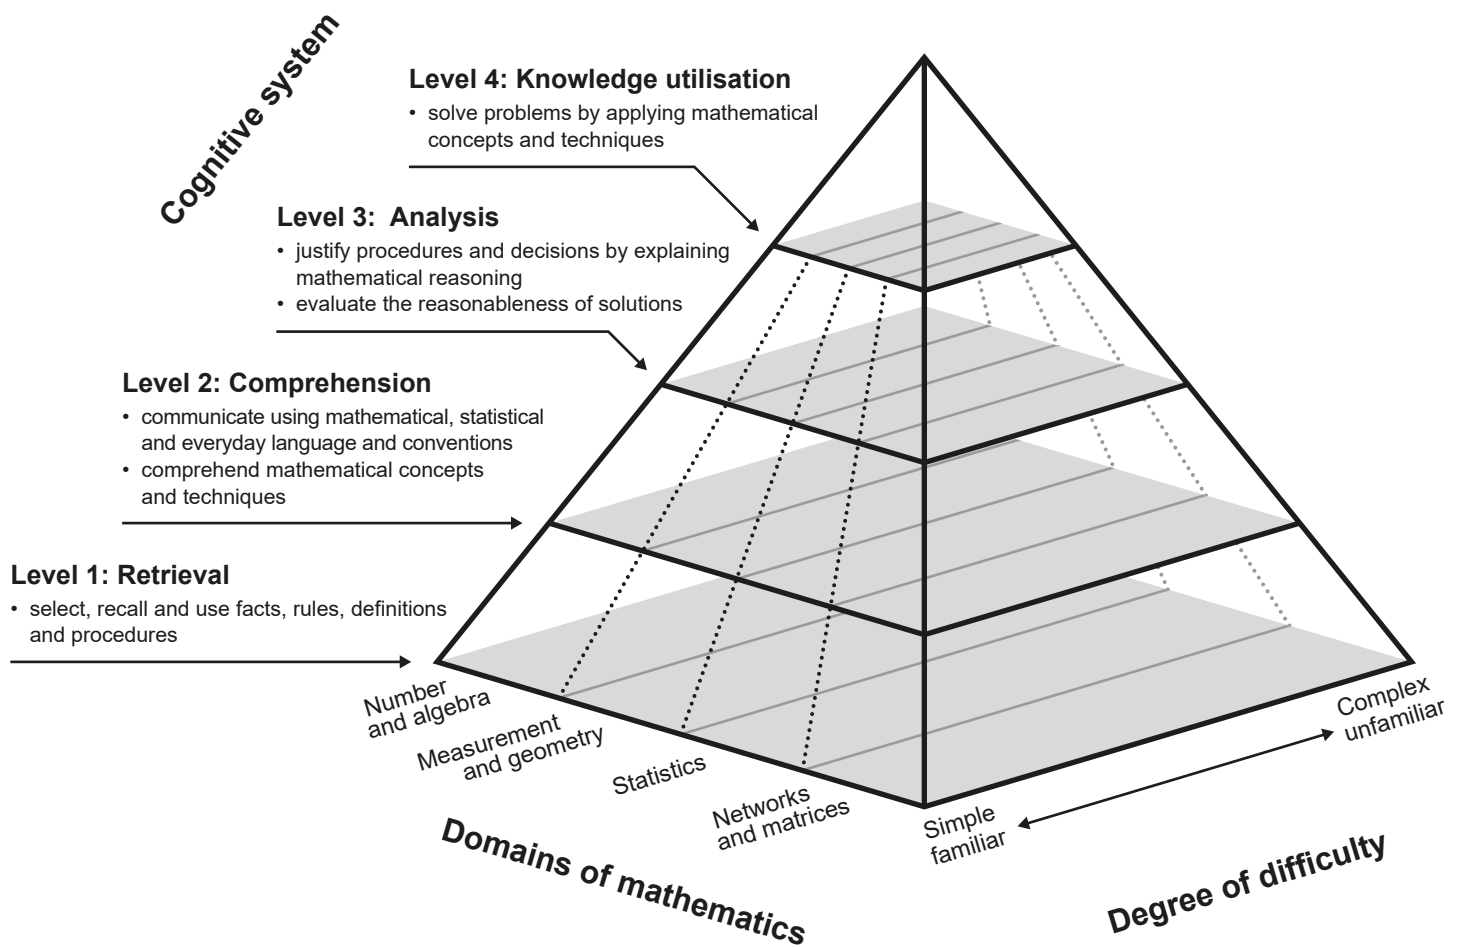 Cognitive system
Level 4: Knowledge utilisation
• solve problems by applying mathematical
concepts and techniques
Level 3:  Analysis
• justify procedures and decisions by explaining
mathematical reasoning
• evaluate the reasonableness of solutions
Level 2: Comprehension
• communicate using mathematical, statistical
and everyday language and conventions
• comprehend mathematical concepts
and techniques
Level 1: Retrieval
• select, recall and use facts, rules, definitions
and procedures
Number
and algebra
Measurement
and geometry
Statistics
Networks
and matrices
Domains of mathematics
Simple
familiar
Complex
unfamiliar
Degree of difficulty